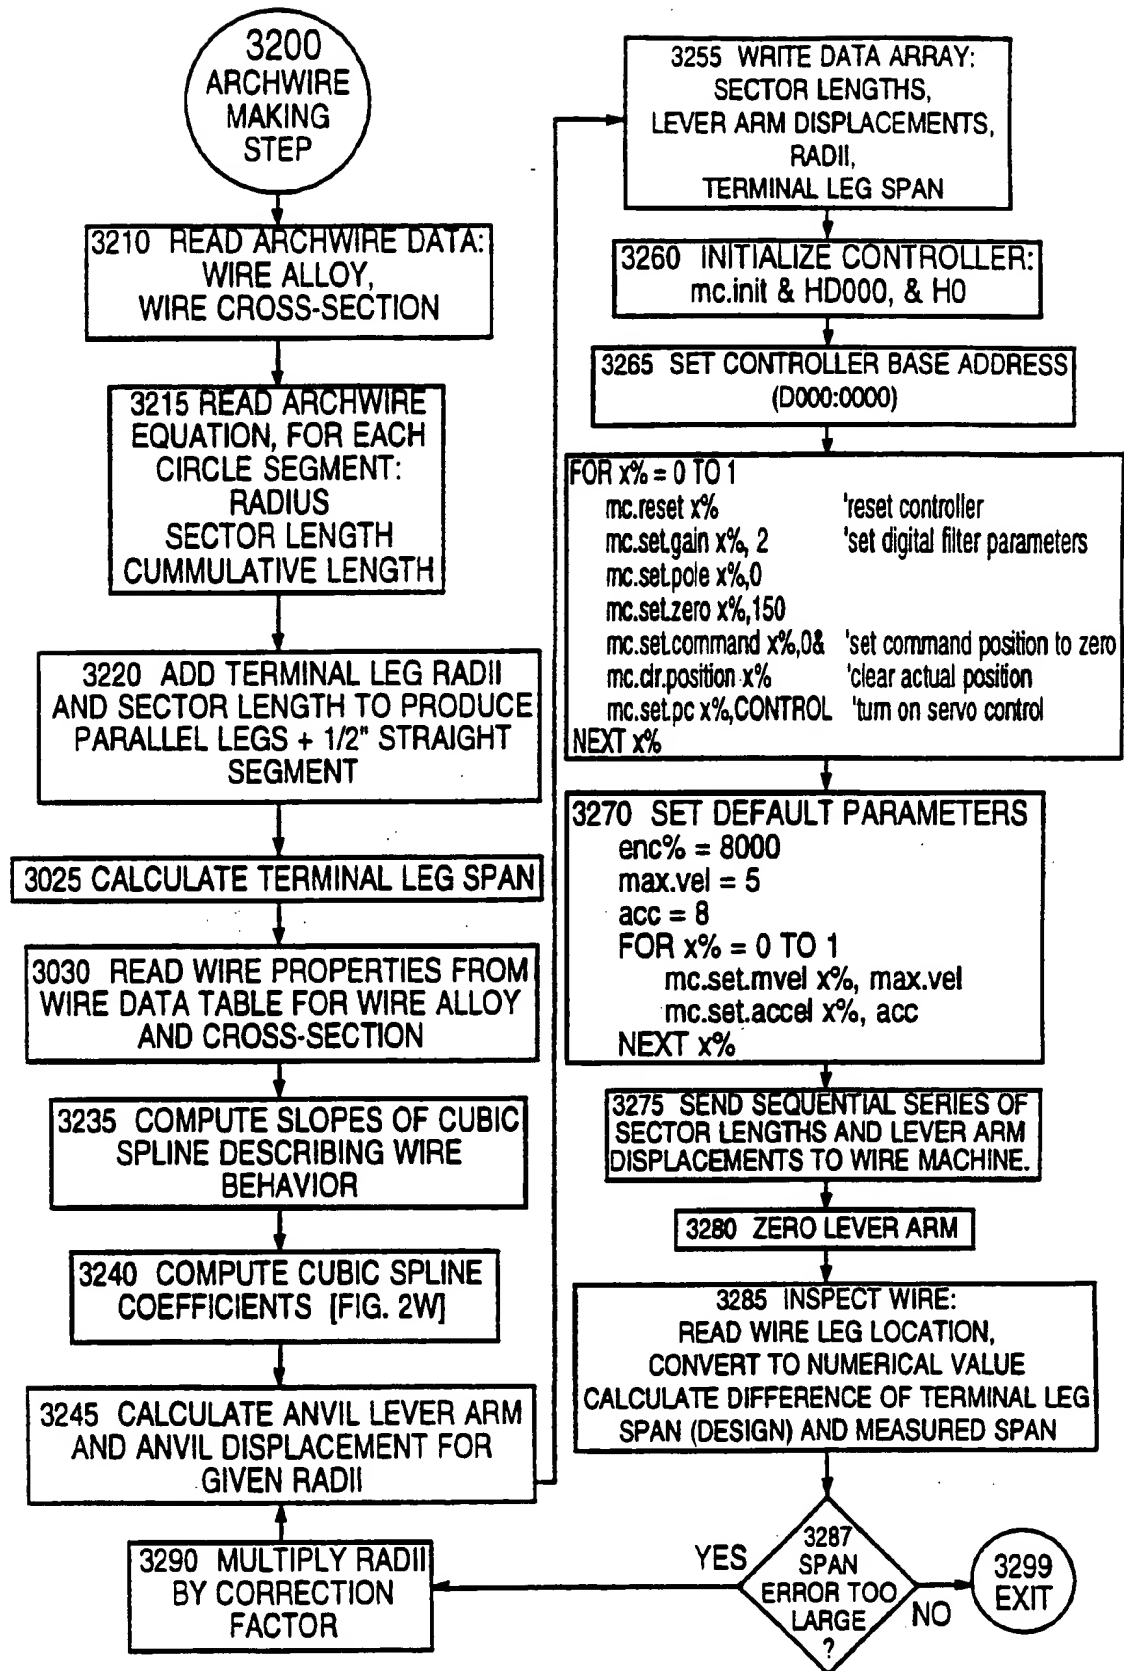 3200
ARCHWIRE
MAKING
STEP
3210 READ ARCHWIRE DATA:
WIRE ALLOY,
WIRE CROSS-SECTION
3215 READ ARCHWIRE
EQUATION, FOR EACH
CIRCLE SEGMENT:
RADIUS
SECTOR LENGTH
CUMMULATIVE LENGTH
3220 ADD TERMINAL LEG RADII
AND SECTOR LENGTH TO PRODUCE
PARALLEL LEGS + 1/2" STRAIGHT
SEGMENT
3025 CALCULATE TERMINAL LEG SPAN
3030 READ WIRE PROPERTIES FROM
WIRE DATA TABLE FOR WIRE ALLOY
AND CROSS-SECTION
3235 COMPUTE SLOPES OF CUBIC
SPLINE DESCRIBING WIRE
BEHAVIOR
3240 COMPUTE CUBIC SPLINE
COEFFICIENTS [FIG. 2W]
3245 CALCULATE ANVIL LEVER ARM
AND ANVIL DISPLACEMENT FOR
GIVEN RADII
3290 MULTIPLY RADII
BY CORRECTION
FACTOR
3255 WRITE DATA ARRAY:
SECTOR LENGTHS,
LEVER ARM DISPLACEMENTS,
RADII,
TERMINAL LEG SPAN
3260 INITIALIZE CONTROLLER:
mc.init & HD000, & H0
3265 SET CONTROLLER BASE ADDRESS
(D000:0000)
FOR x% = 0 TO 1
mc.reset x% 'reset controller
mc.set.gain x%, 2 'set digital filter parameters
mc.set.pole x%,0
mc.set.zero x%,150
mc.set.command x%,0& 'set command position to zero
mc.clr.position x% 'clear actual position
mc.set.pc x%,CONTROL 'turn on servo control
NEXT x%
3270 SET DEFAULT PARAMETERS
enc% = 8000
max.vel = 5
acc = 8
FOR x% = 0 TO 1
mc.set.mvel x%, max.vel
mc.set.accel x%, acc
NEXT x%
3275 SEND SEQUENTIAL SERIES OF
SECTOR LENGTHS AND LEVER ARM
DISPLACEMENTS TO WIRE MACHINE.
3280 ZERO LEVER ARM
3285 INSPECT WIRE:
READ WIRE LEG LOCATION,
CONVERT TO NUMERICAL VALUE
CALCULATE DIFFERENCE OF TERMINAL LEG
SPAN (DESIGN) AND MEASURED SPAN
3287
SPAN
ERROR TOO
LARGE
?
YES
NO
3299
EXIT